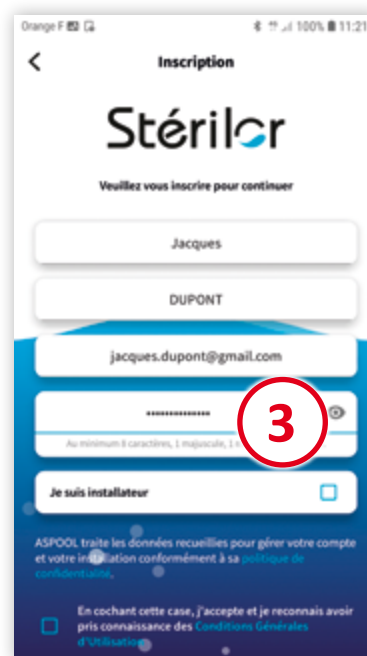 Orange F 100% 11:21
Inscription
Stérilor
Veuillez vous inscrire pour continuer
Jacques
DUPONT
jacques.dupont@gmail.com
••••••••••••••
3
Au minimum 8 caractères, 1 majuscule, 1
Je suis installateur
ASPOOL traite les données recueillies pour gérer votre compte
et votre installation conformément à sa politique de
confidentialité.
En cochant cette case, j'accepte et je reconnais avoir
pris connaissance des Conditions Générales
d'Utilisation